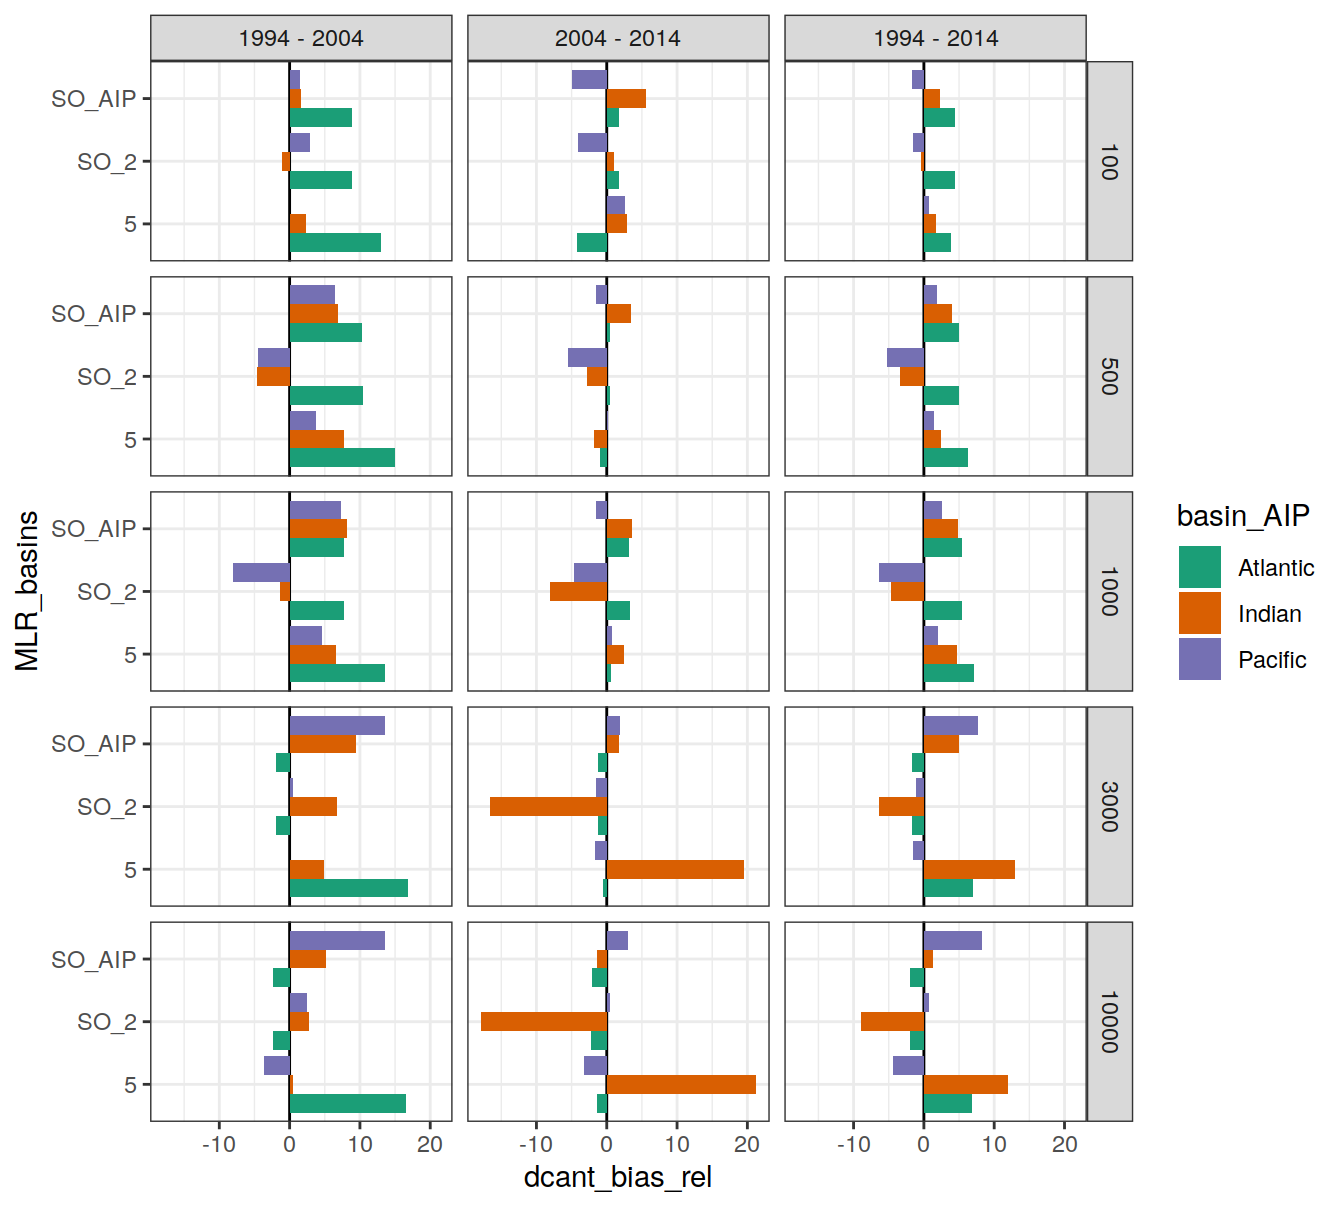 1994 - 2004
2004 - 2014
1994 - 2014
SO_AIP
SO_2
5
100
SO_AIP
SO_2
5
500
SO_AIP
SO_2
5
1000
SO_AIP
SO_2
5
3000
SO_AIP
SO_2
5
10000
-10 0 10 20
-10 0 10 20
-10 0 10 20
dcant_bias_rel
MLR_basins
basin_AIP
Atlantic
Indian
Pacific